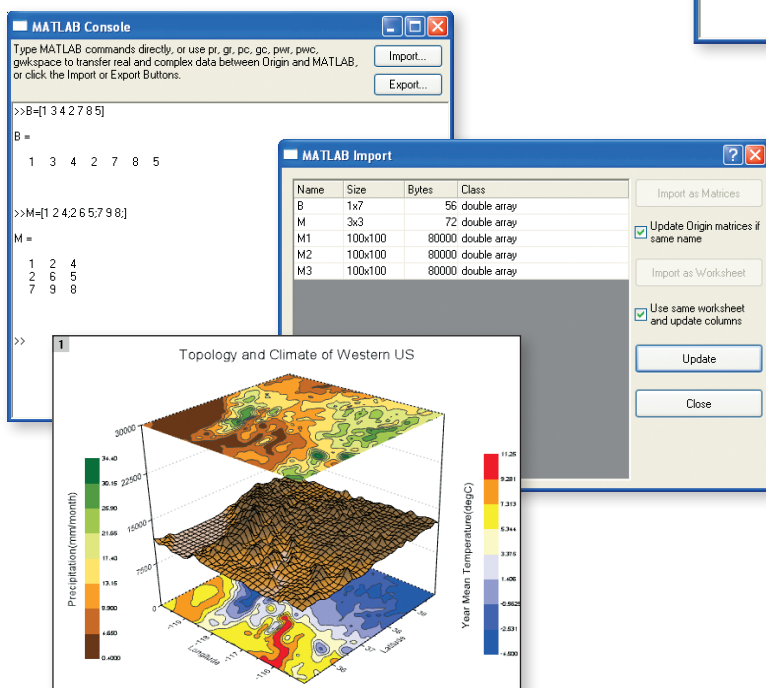 MATLAB Console
Type MATLAB commands directly, or use pr, gr, pc, gc, pwr, pwc,
gwkspace to transfer real and complex data between Origin and MATLAB,
or click the Import or Export Buttons.
Import...
Export...
>>B=[1 3 4 2 7 8 5]
B =
1 3 4 2 7 8 5
>>M=[1 2 4;2 6 5;7 9 8;]
M =
1 2 4
2 6 5
7 9 8
>>
MATLAB Import
Name Size Bytes Class
B 1x7 56 double array
M 3x3 72 double array
M1 100x100 80000 double array
M2 100x100 80000 double array
M3 100x100 80000 double array
Import as Matrices
Update Origin matrices if
same name
Import as Worksheet
Use same worksheet
and update columns
Update
Close
1
Topology and Climate of Western US
30000
22500
15000
7500
0
Precipitation(mm/month)
34.40
30.15
25.90
21.65
17.40
13.15
8.900
4.650
0.4000
Year Mean Temperature(degC)
11.25
9.281
7.313
5.344
3.375
1.406
-0.5625
-2.531
-4.500
Longitude
-119
-118
-117
-116
Latitude
36
37
38
39